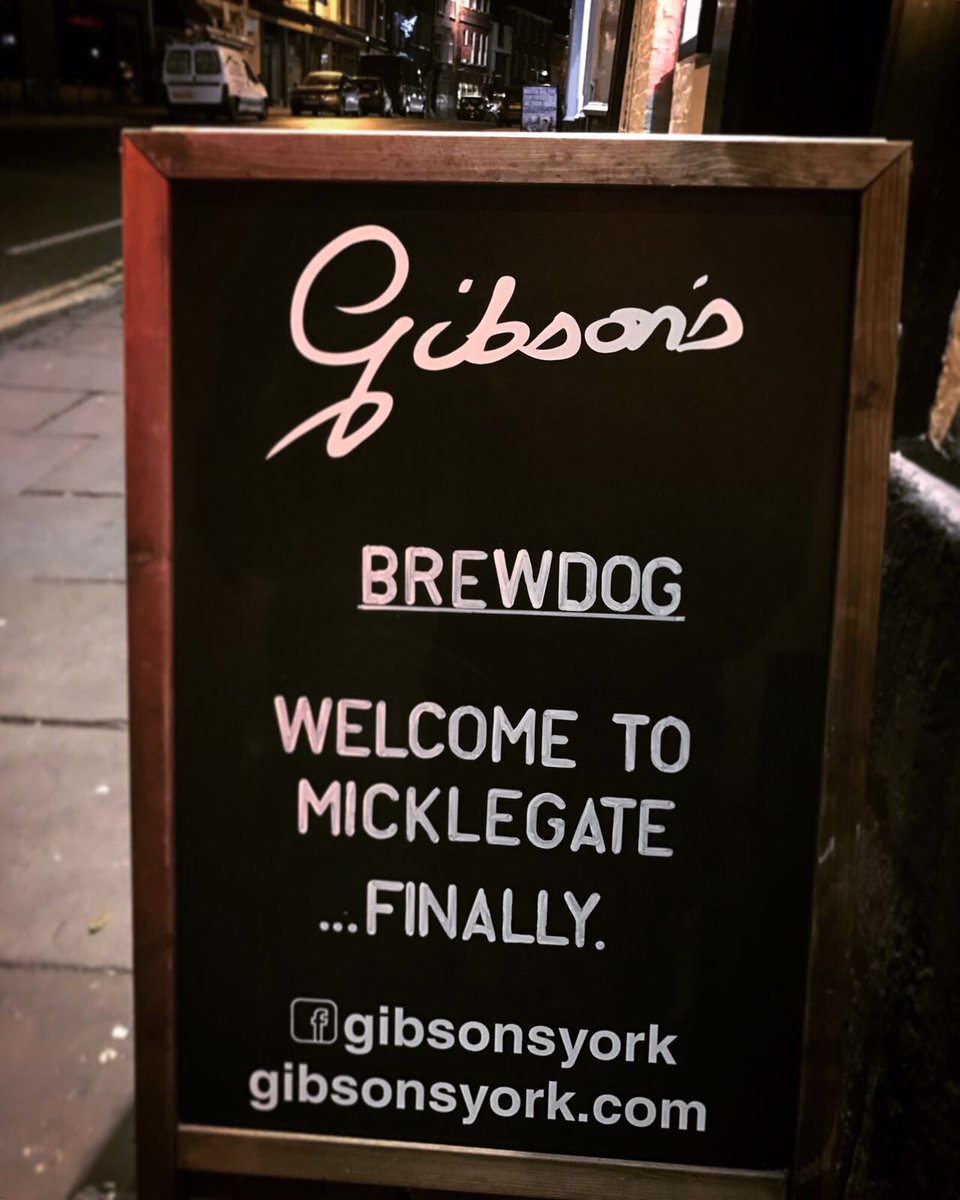 Gibson's
BREWDOG
WELCOME TO
MICKLEGATE
...FINALLY.
gibsonsyork
gibsonsyork.com